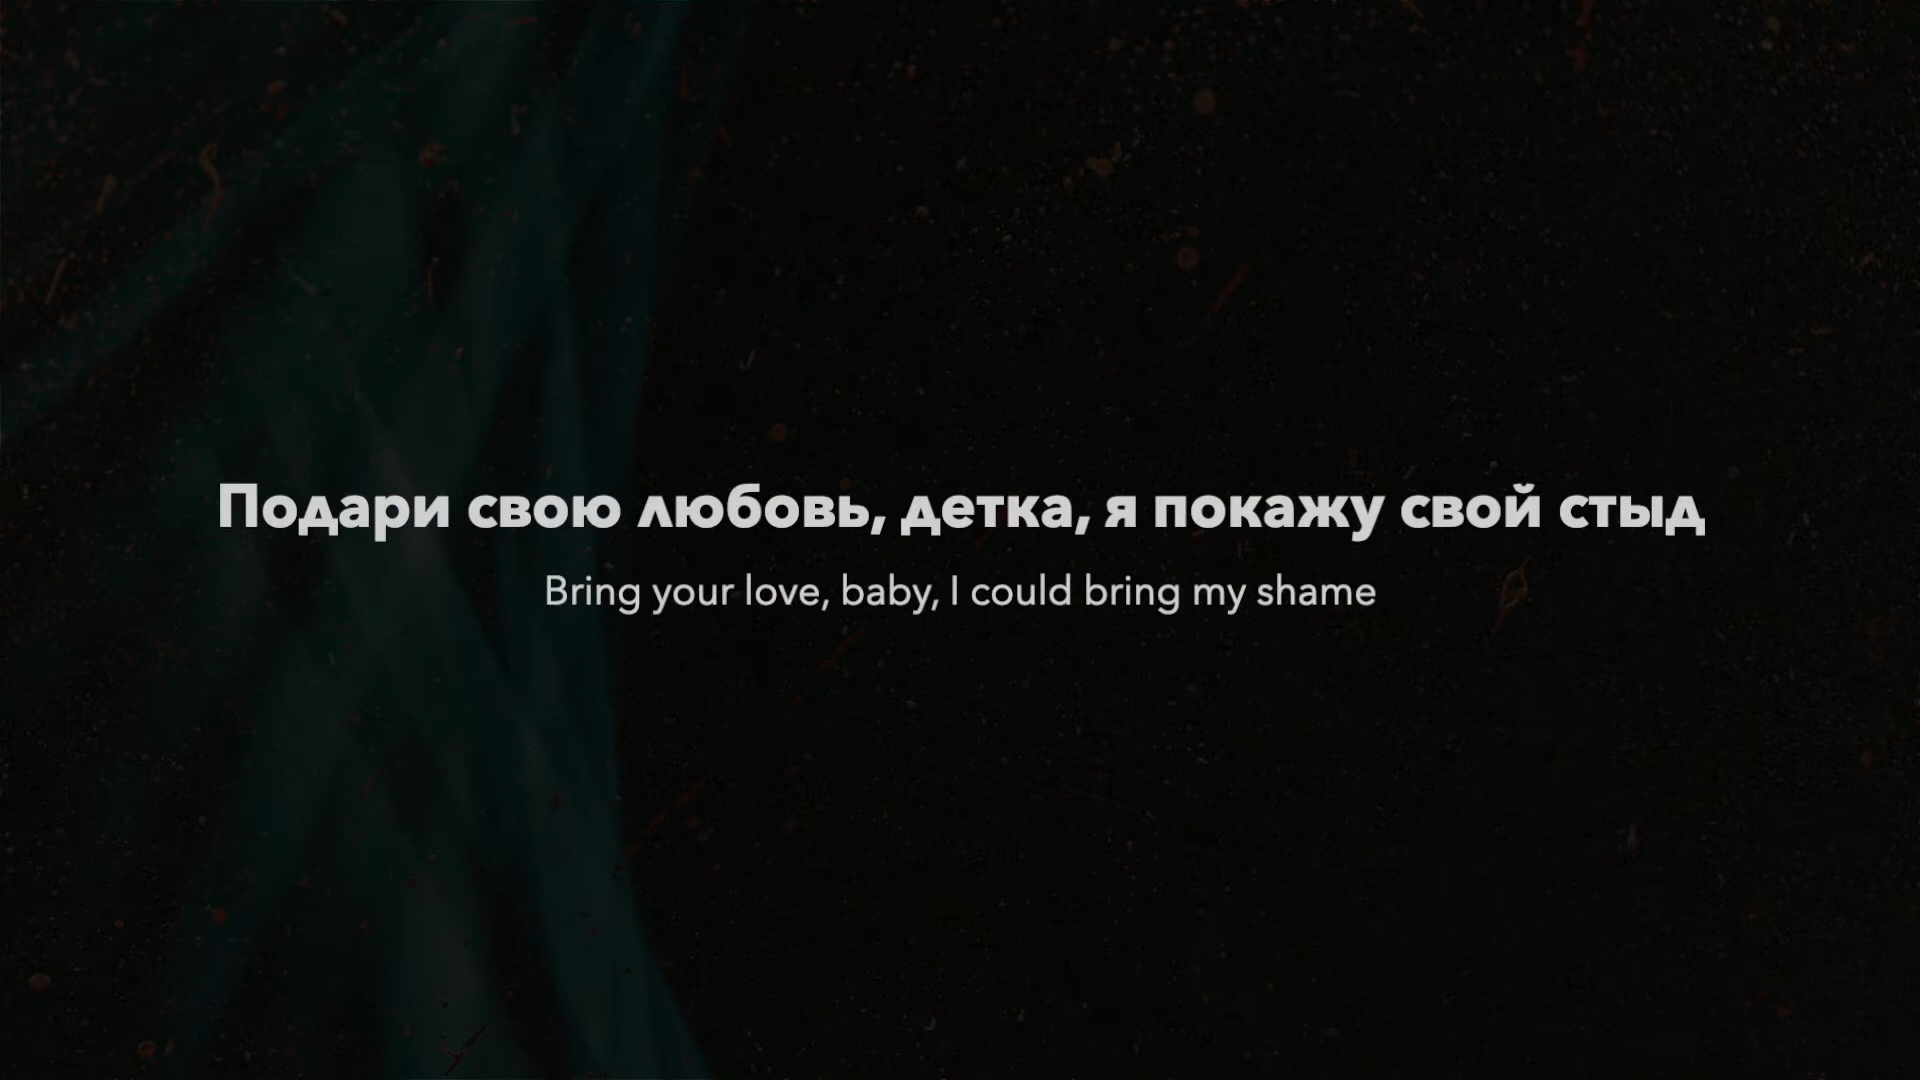 Подари свою любовь, детка, я покажу свой стыд
Bring your love, baby, I could bring my shame